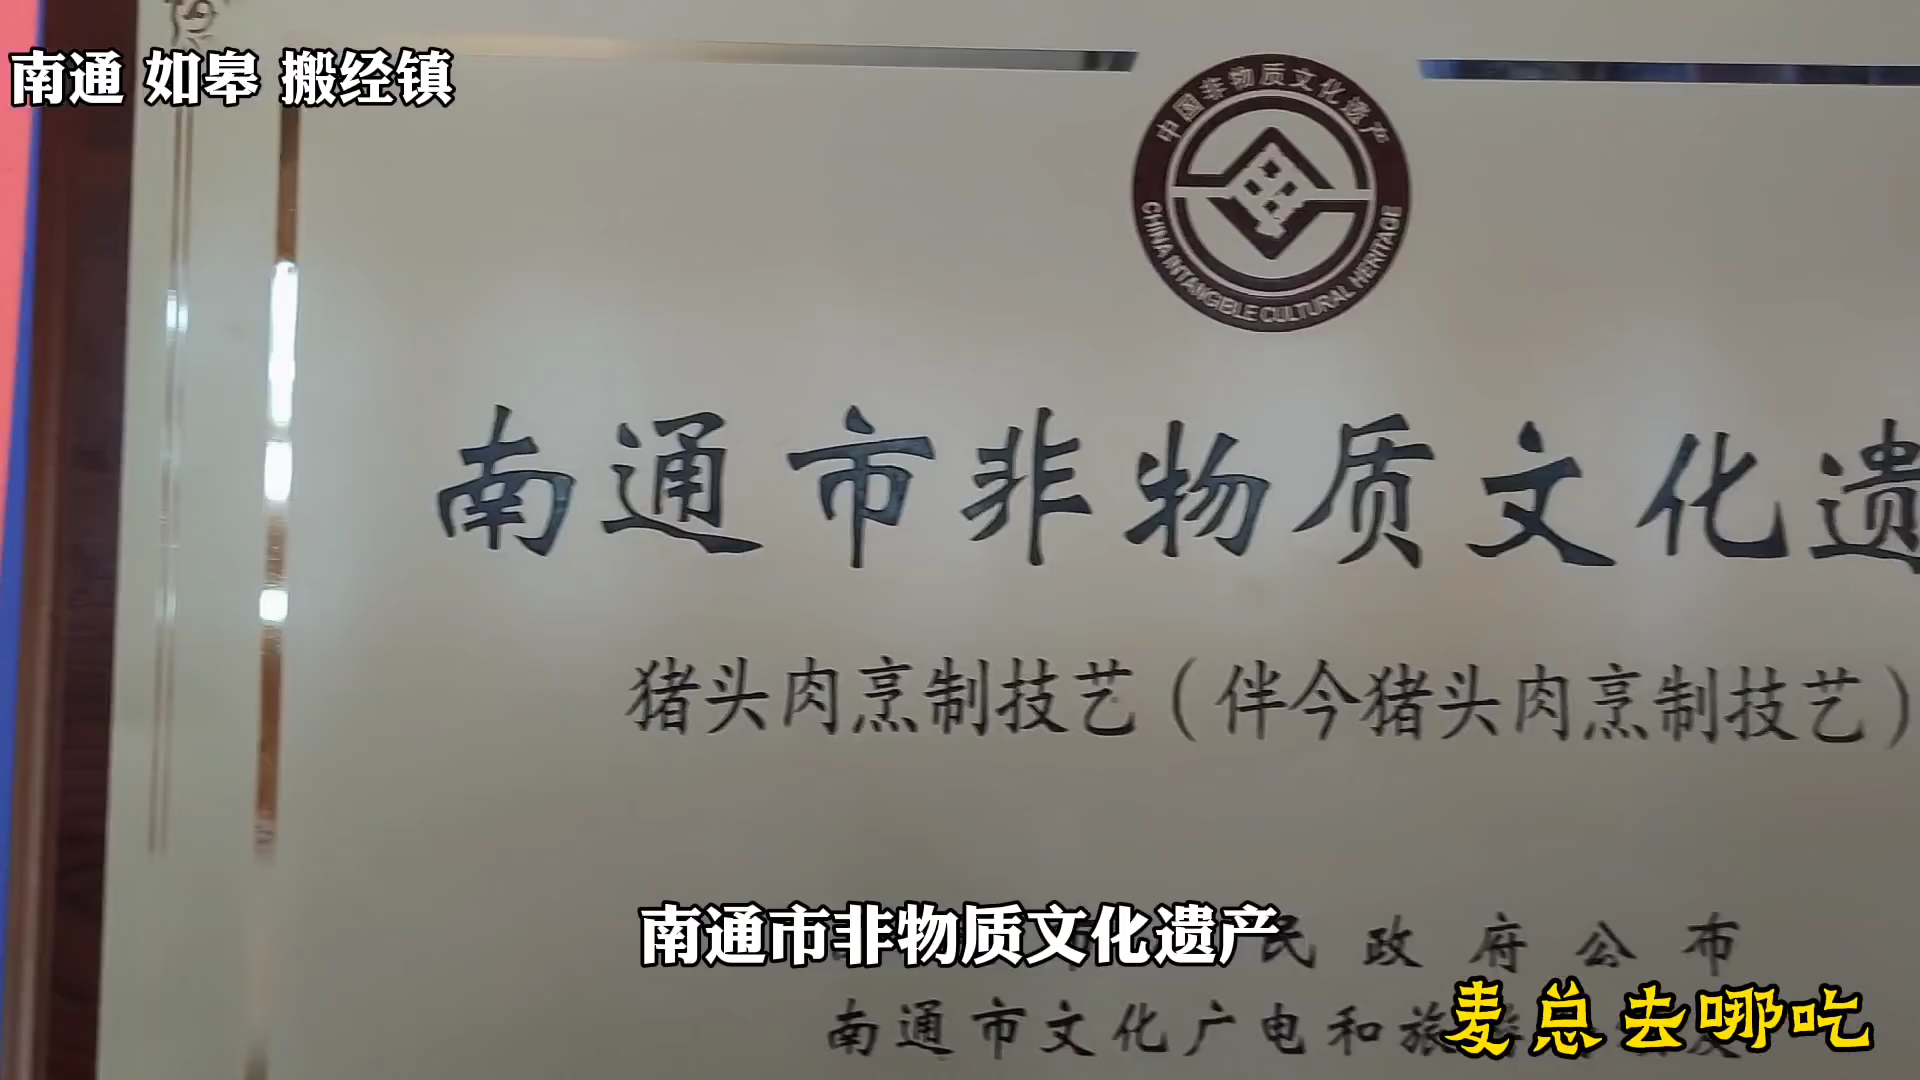 南通 如皋 搬经镇
中国非物质文化遗产
CHINA INTANGIBLE CULTURAL HERITAGE
南通市非物质文化遗
猪头肉烹制技艺（伴今猪头肉烹制技艺）
南通市非物质文化遗产
民政府公布
南通市文化广电和旅
麦总去哪吃